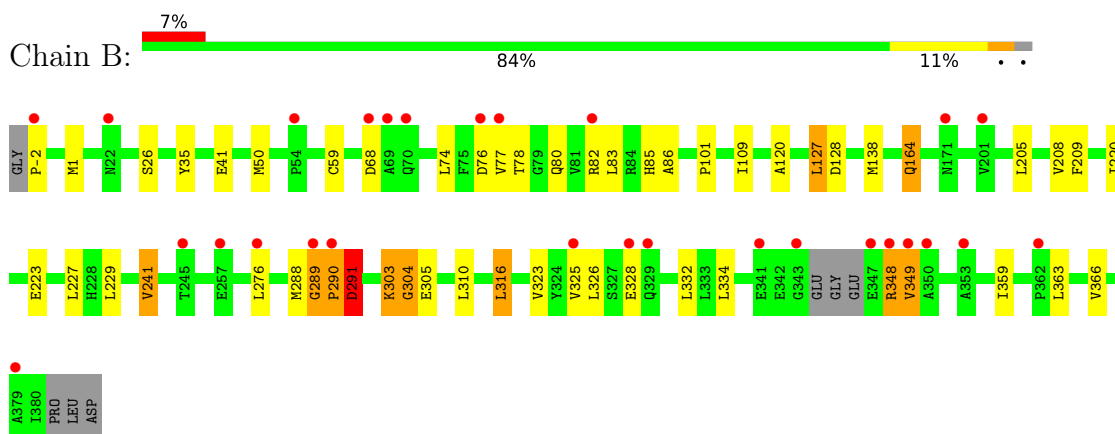 7%
Chain B:
84% 11% • •
GLY P-2 M1 N22 S26 Y35 E41 M50 P54 C59 D68 A69 Q70 L74 F75 D76 V77 T78 G79 Q80 V81 R82 L83 R84 H85 A86 P101 I109 A120 L127 D128 M138 Q164 N171 V201 L205 V208 F209
E223 L227 H228 L229 V241 T245 E257 L276 M288 G289 P290 D291 K303 G304 E305 L310 L316 V323 Y324 V325 L326 S327 E328 Q329 L332 L333 L334 E341 E342 G343 GLU GLY GLU E347 R348 V349 A350 A353 I359 P362 L363 V366
A379 I380 PRO LEU ASP